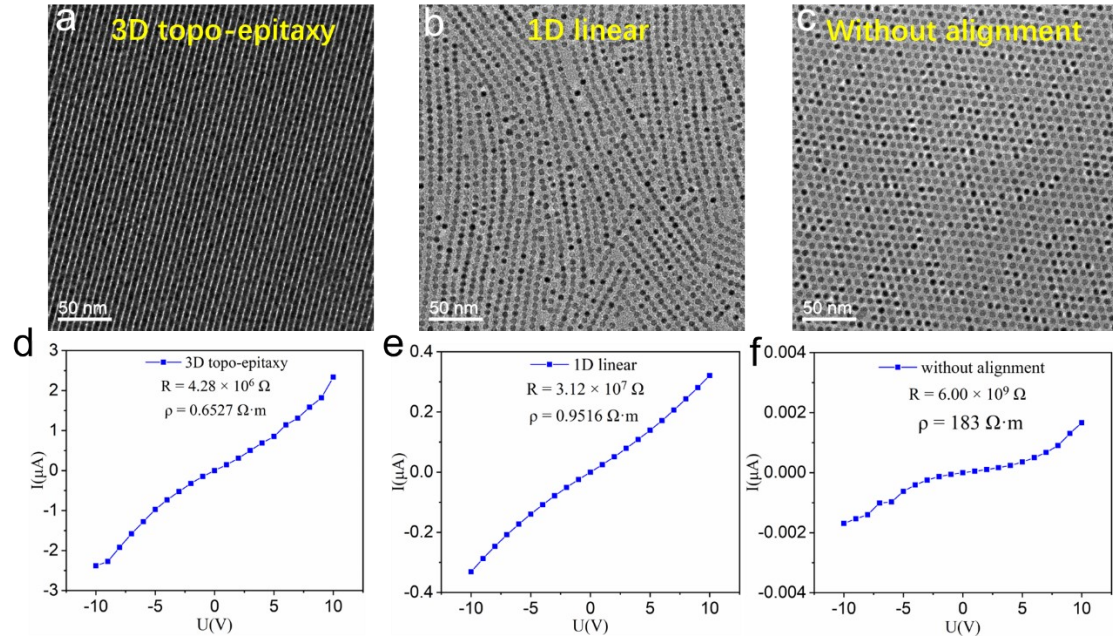 a
3D topo-epitaxy
50 nm
b
1D linear
50 nm
c
Without alignment
50 nm
d
3D topo-epitaxy
R = 4.28 × 10⁶ Ω
ρ = 0.6527 Ω·m
3
2
1
0
-1
-2
-3
I(μA)
-10
-5
0
5
10
U(V)
e
1D linear
R = 3.12 × 10⁷ Ω
ρ = 0.9516 Ω·m
0.4
0.2
0.0
-0.2
-0.4
I(μA)
-10
-5
0
5
10
U(V)
f
without alignment
R = 6.00 × 10⁹ Ω
ρ = 183 Ω·m
0.004
0.002
0.000
-0.002
-0.004
I(μA)
-10
-5
0
5
10
U(V)